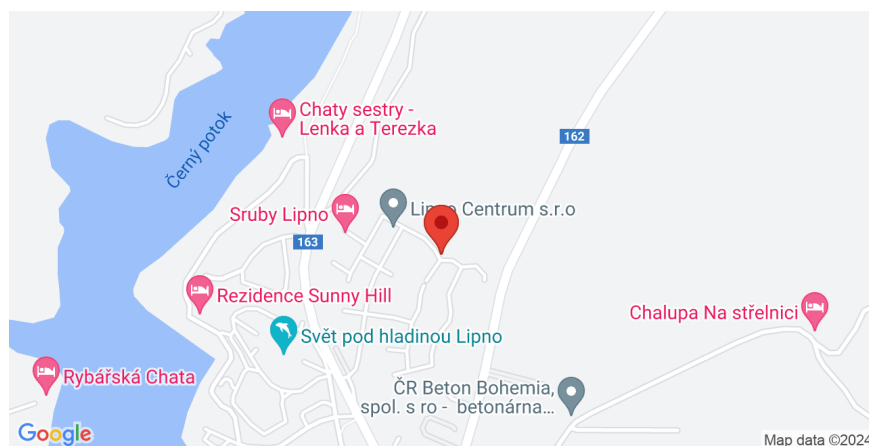 Chaty sestry -
Lenka a Terezka
Černý potok
162
Lipno Centrum s.r.o
Sruby Lipno
163
Rezidence Sunny Hill
Chalupa Na střelnici
Svět pod hladinou Lipno
Rybářská Chata
ČR Beton Bohemia,
spol. s ro - betonárna...
Google
Map data ©2024